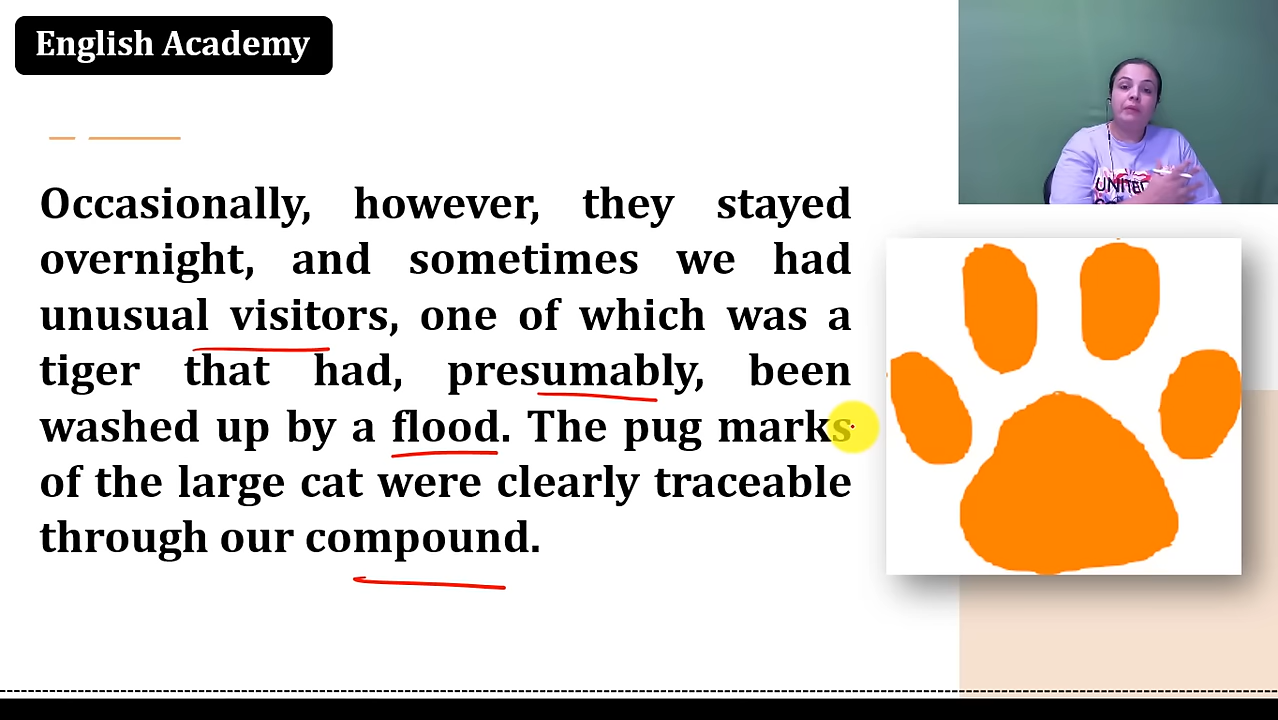 English Academy
Occasionally, however, they stayed
overnight, and sometimes we had
unusual visitors, one of which was a
tiger that had, presumably, been
washed up by a flood. The pug marks
of the large cat were clearly traceable
through our compound.
UNITED